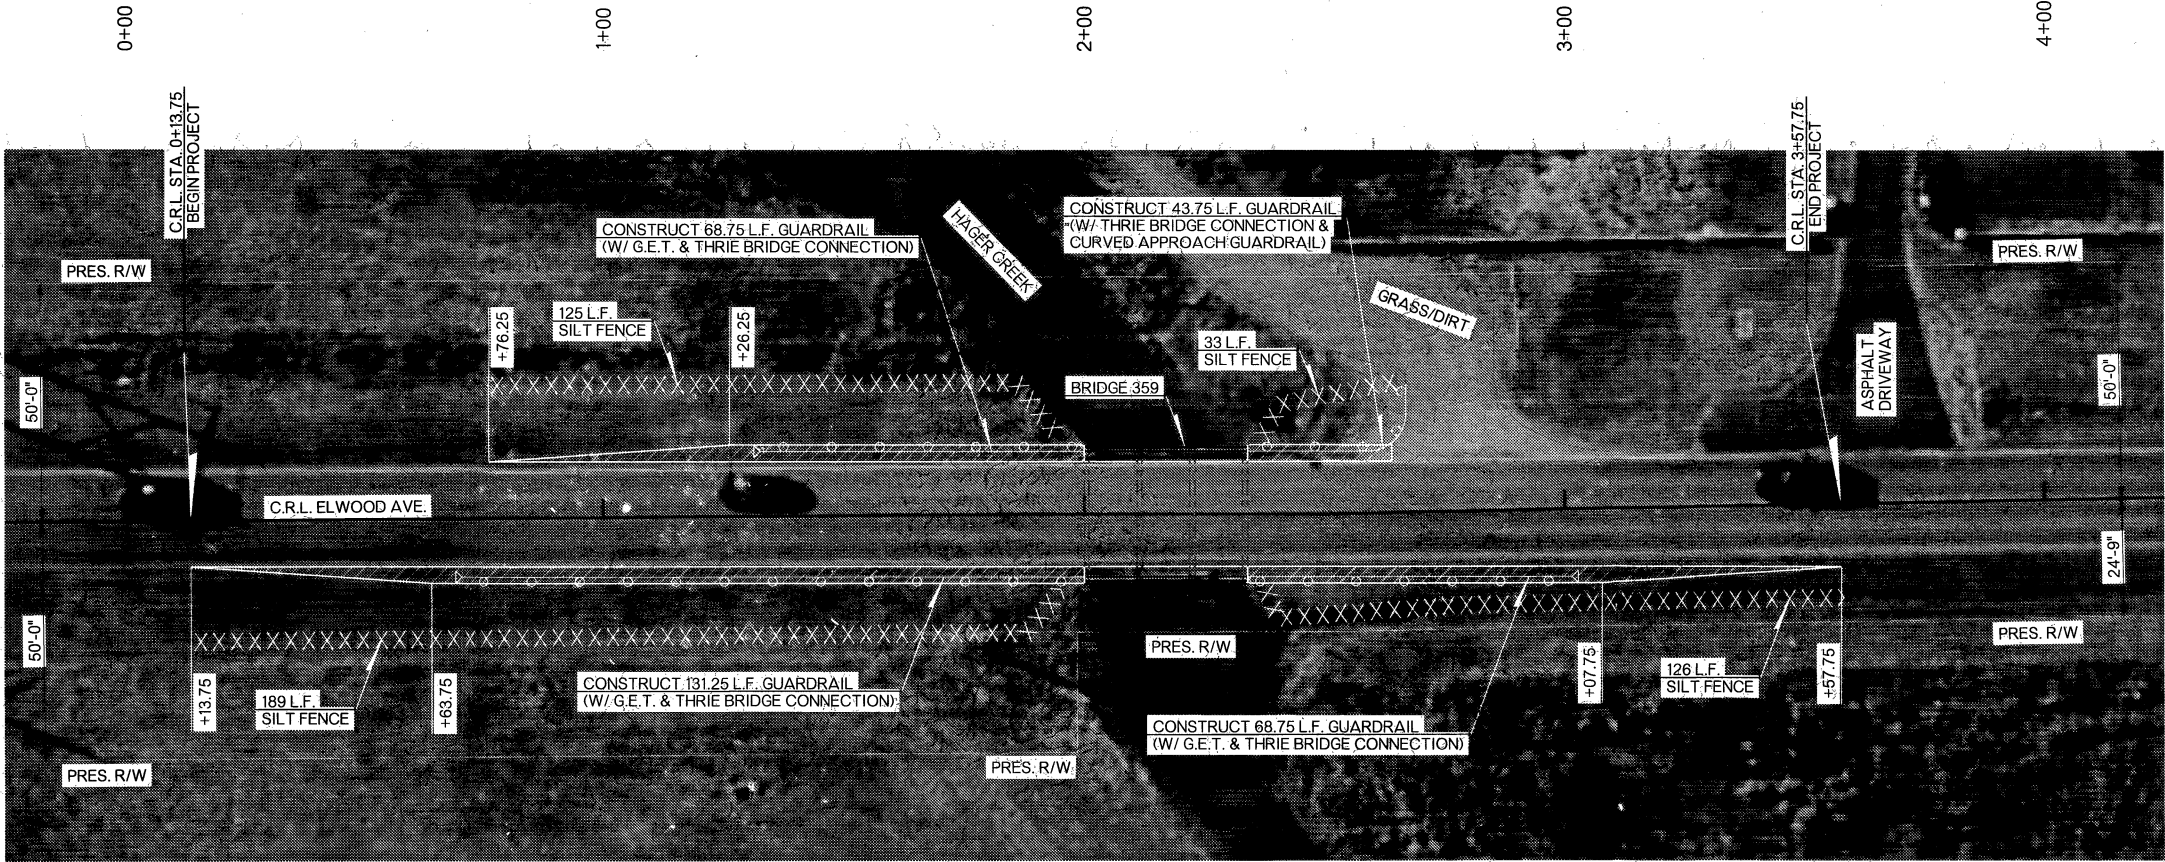 0+00
1+00
2+00
3+00
4+00
C.R.L. STA. 0+13.75
BEGIN PROJECT
C.R.L. STA. 3+57.75
END PROJECT
CONSTRUCT 68.75 L.F. GUARDRAIL
(W/ G.E.T. & THRIE BRIDGE CONNECTION)
HAGER CREEK
CONSTRUCT 43.75 L.F. GUARDRAIL
(W/ THRIE BRIDGE CONNECTION &
CURVED APPROACH GUARDRAIL)
PRES. R/W
PRES. R/W
GRASS/DIRT
+76.25
125 L.F.
SILT FENCE
+26.25
33 L.F.
SILT FENCE
BRIDGE 359
ASPHALT
DRIVEWAY
50'-0"
50'-0"
C.R.L. ELWOOD AVE.
24'-9"
50'-0"
PRES. R/W
PRES. R/W
+13.75
189 L.F.
SILT FENCE
+63.75
CONSTRUCT 131.25 L.F. GUARDRAIL
(W/ G.E.T. & THRIE BRIDGE CONNECTION)
+07.75
126 L.F.
SILT FENCE
+57.75
CONSTRUCT 68.75 L.F. GUARDRAIL
(W/ G.E.T. & THRIE BRIDGE CONNECTION)
PRES. R/W
PRES. R/W